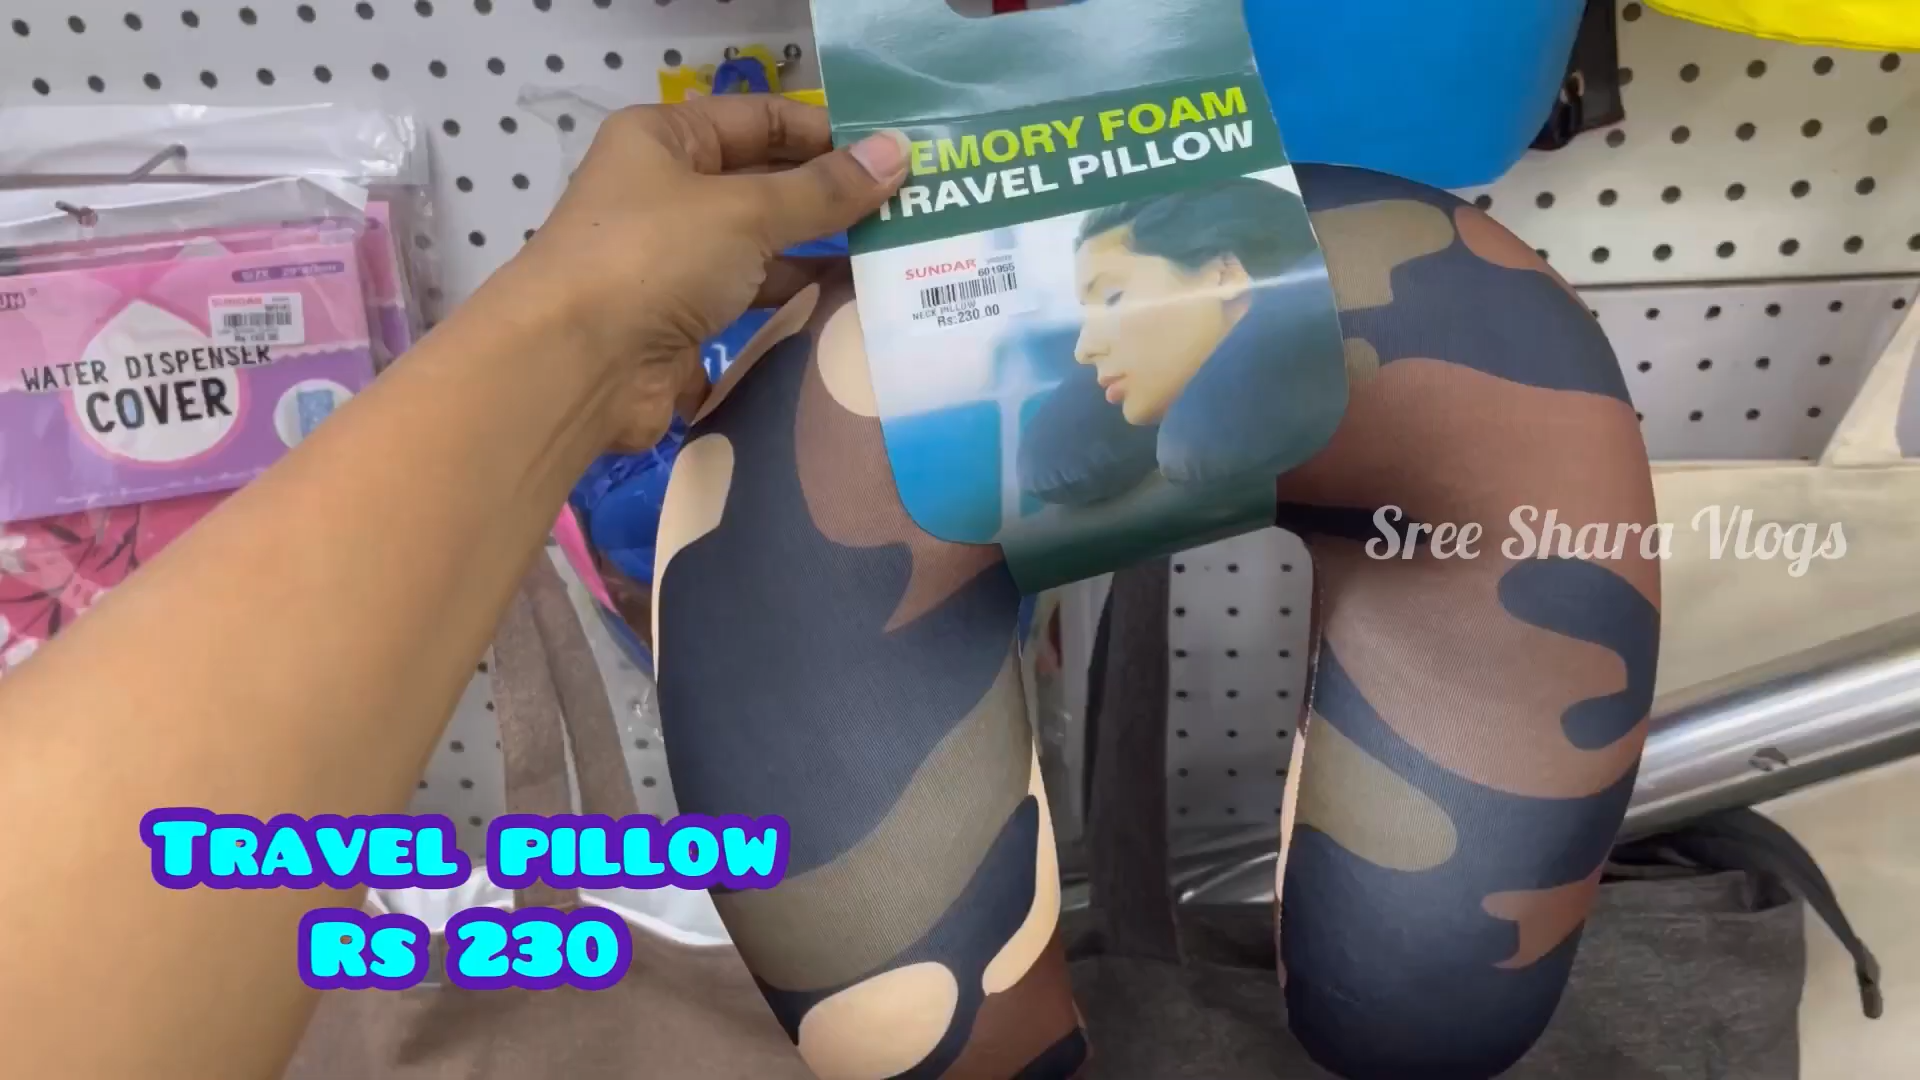 EMORY FOAM
TRAVEL PILLOW
SUNDAR
601955
NECK PILLOW
Rs:230.00
SUNDAR
WATER DISPENSER
COVER
Sree Shara Vlogs
TRAVEL PILLOW
RS 230